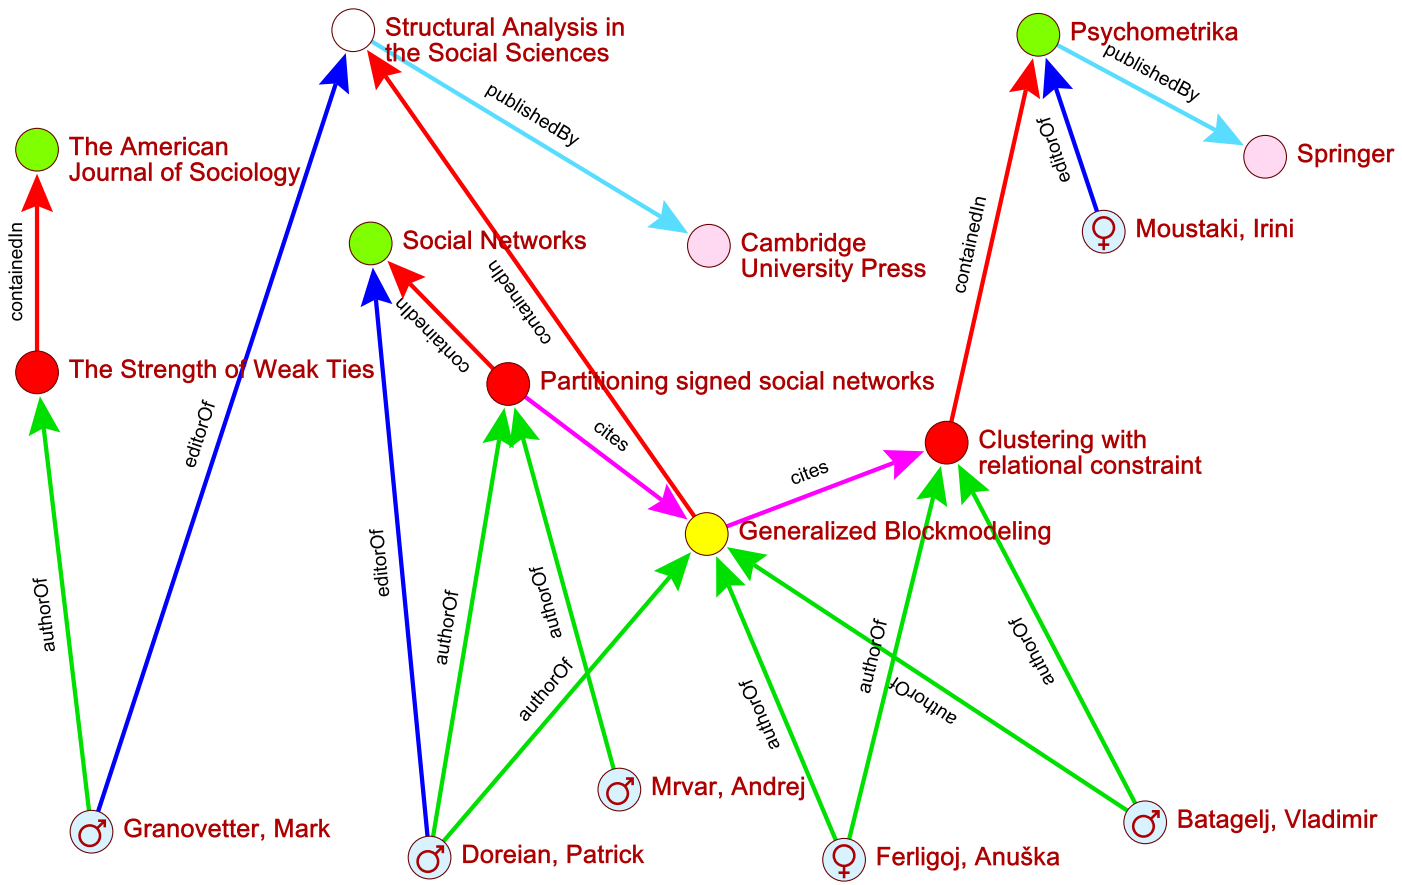 Structural Analysis in
the Social Sciences
Psychometrika
publishedBy
publishedBy
The American
Journal of Sociology
Springer
editorOf
Moustaki, Irini
Social Networks
Cambridge
University Press
containedIn
containedIn
containedIn
containedIn
The Strength of Weak Ties
Partitioning signed social networks
editorOf
cites
Clustering with
relational constraint
cites
Generalized Blockmodeling
editorOf
authorOf
authorOf
authorOf
authorOf
authorOf
authorOf
authorOf
authorOf
Mrvar, Andrej
Granovetter, Mark
Doreian, Patrick
Ferligoj, Anuška
Batagelj, Vladimir